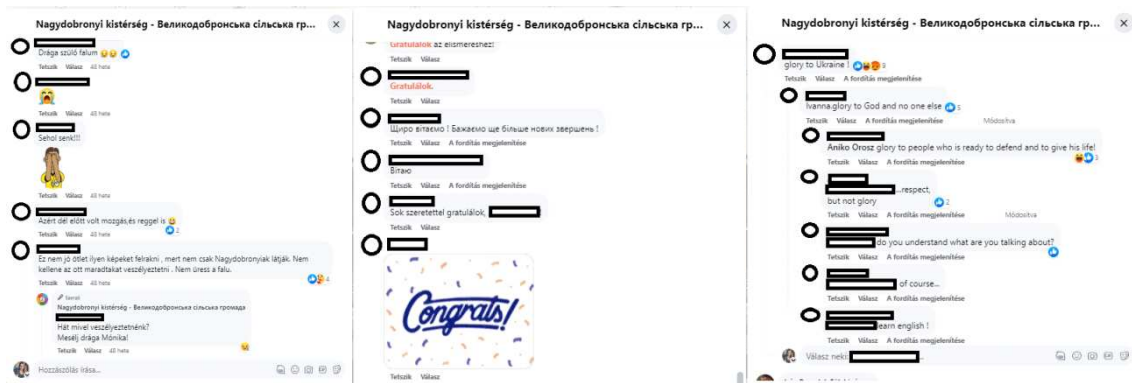 Nagydobronyi kistérség - Великодобронська сільська гр...
Drága szülő falum
Tetszik Válasz 48 hete
Tetszik Válasz 48 hete
Sehol senk!!!
Tetszik Válasz 48 hete
Azért dél előtt volt mozgás,és reggel is
2
Tetszik Válasz 48 hete
Ez nem jó ötlet ilyen képeket felrakni , mert nem csak Nagydobronyiak látják. Nem
kellene az ott maradtakat veszélyeztetni . Nem üress a falu.
4
Tetszik Válasz 48 hete
Szerző
Nagydobronyi kistérség - Великодобронська сільська громада
Hát mivel veszélyeztetnénk?
Mesélj drága Mónika!
Tetszik Válasz 48 hete
Hozzászólás írása...
Nagydobronyi kistérség - Великодобронська сільська гр...
Gratulálok az elismeréshez!
Tetszik Válasz
Gratulálok.
Tetszik Válasz
Щиро вітаємо ! Бажаємо ще більше нових звершень !
Tetszik Válasz A fordítás megjelenítése
Вітаю
Tetszik Válasz A fordítás megjelenítése
Sok szeretettel gratulálok,
Tetszik Válasz
Congrats!
Tetszik Válasz
Nagydobronyi kistérség - Великодобронська сільська гр...
glory to Ukraine !
9
Tetszik Válasz A fordítás megjelenítése
Ivanna.glory to God and no one else
5
Tetszik Válasz A fordítás megjelenítése Módosítva
Aniko Orosz glory to people who is ready to defend and to give his life!
3
Tetszik Válasz A fordítás megjelenítése
...respect,
but not glory
2
Tetszik Válasz A fordítás megjelenítése Módosítva
do you understand what are you talking about?
Tetszik Válasz A fordítás megjelenítése
of course...
Tetszik Válasz A fordítás megjelenítése
learn english !
Tetszik Válasz A fordítás megjelenítése
Válasz neki: